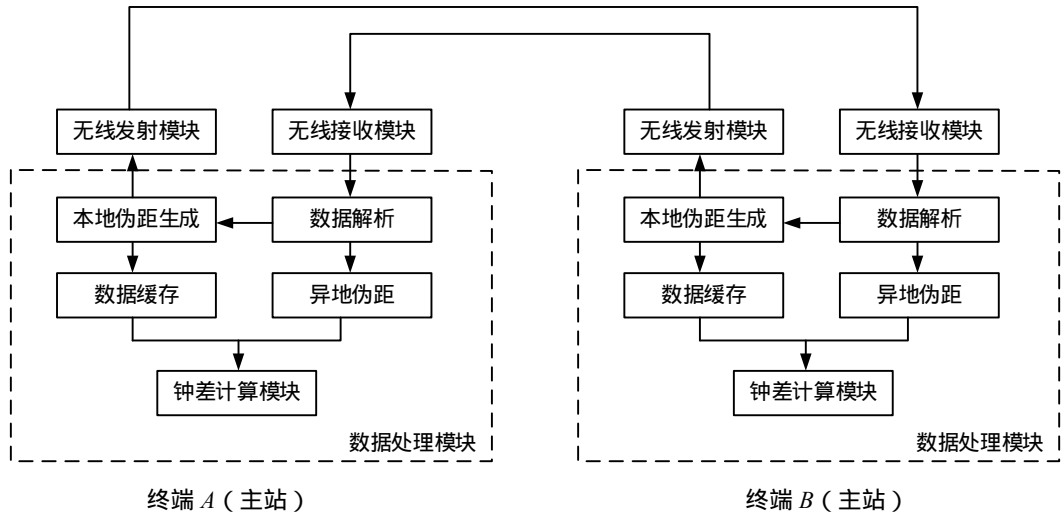 无线发射模块
无线接收模块
无线发射模块
无线接收模块
本地伪距生成
数据解析
本地伪距生成
数据解析
数据缓存
异地伪距
数据缓存
异地伪距
钟差计算模块
钟差计算模块
数据处理模块
数据处理模块
终端 A（主站）
终端 B（主站）